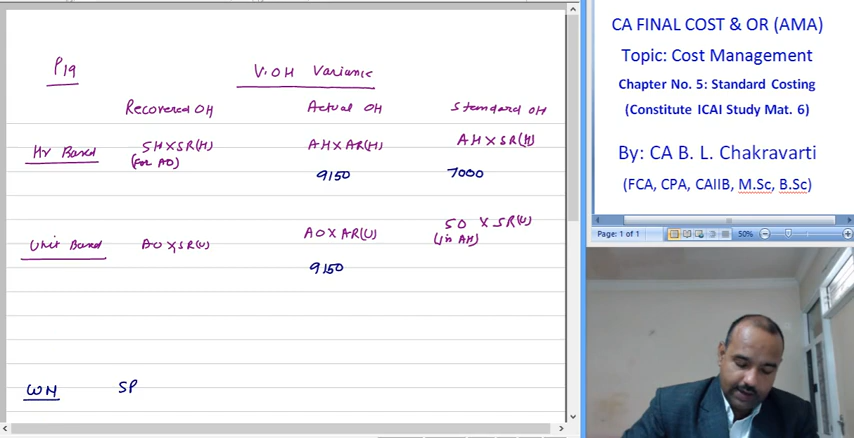 P19
V.OH Variance
Recovered OH Actual OH Standard OH
Hr Based SH X SR(H) AH X AR(H) AH X SR(H)
(for AO)
9150 7000
Unit Based AO X SR(U) AO X AR(U) SO X SR(U)
(in AH)
9150
WN SP
CA FINAL COST & OR (AMA)
Topic: Cost Management
Chapter No. 5: Standard Costing
(Constitute ICAI Study Mat. 6)
By: CA B. L. Chakravarti
(FCA, CPA, CAIIB, M.Sc, B.Sc)
Page: 1 of 1
50%